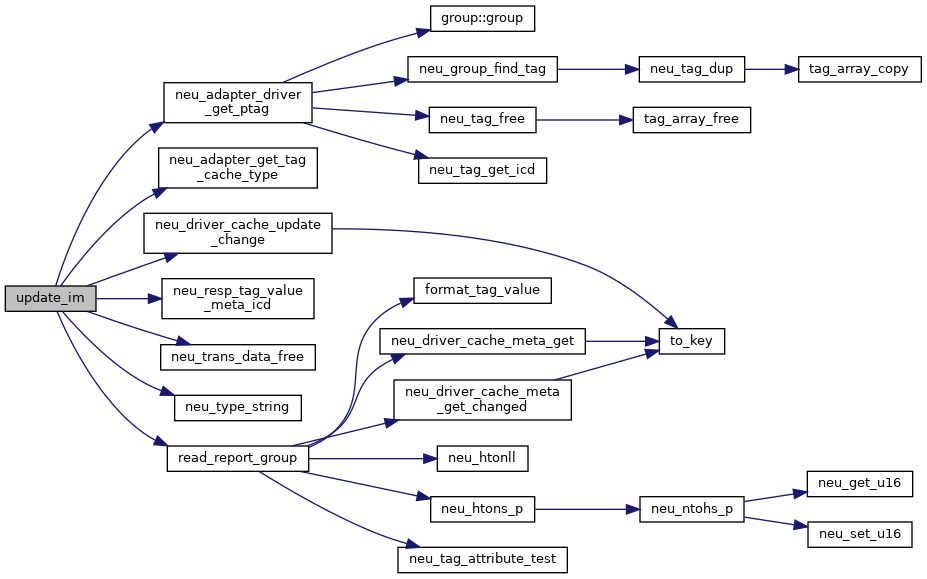 group::group
neu_group_find_tag
neu_tag_dup
tag_array_copy
neu_adapter_driver
_get_ptag
neu_tag_free
tag_array_free
neu_tag_get_icd
neu_adapter_get_tag
_cache_type
neu_driver_cache_update
_change
update_im
neu_resp_tag_value
_meta_icd
format_tag_value
neu_trans_data_free
neu_driver_cache_meta_get
to_key
neu_type_string
neu_driver_cache_meta
_get_changed
read_report_group
neu_htonll
neu_htons_p
neu_ntohs_p
neu_get_u16
neu_set_u16
neu_tag_attribute_test